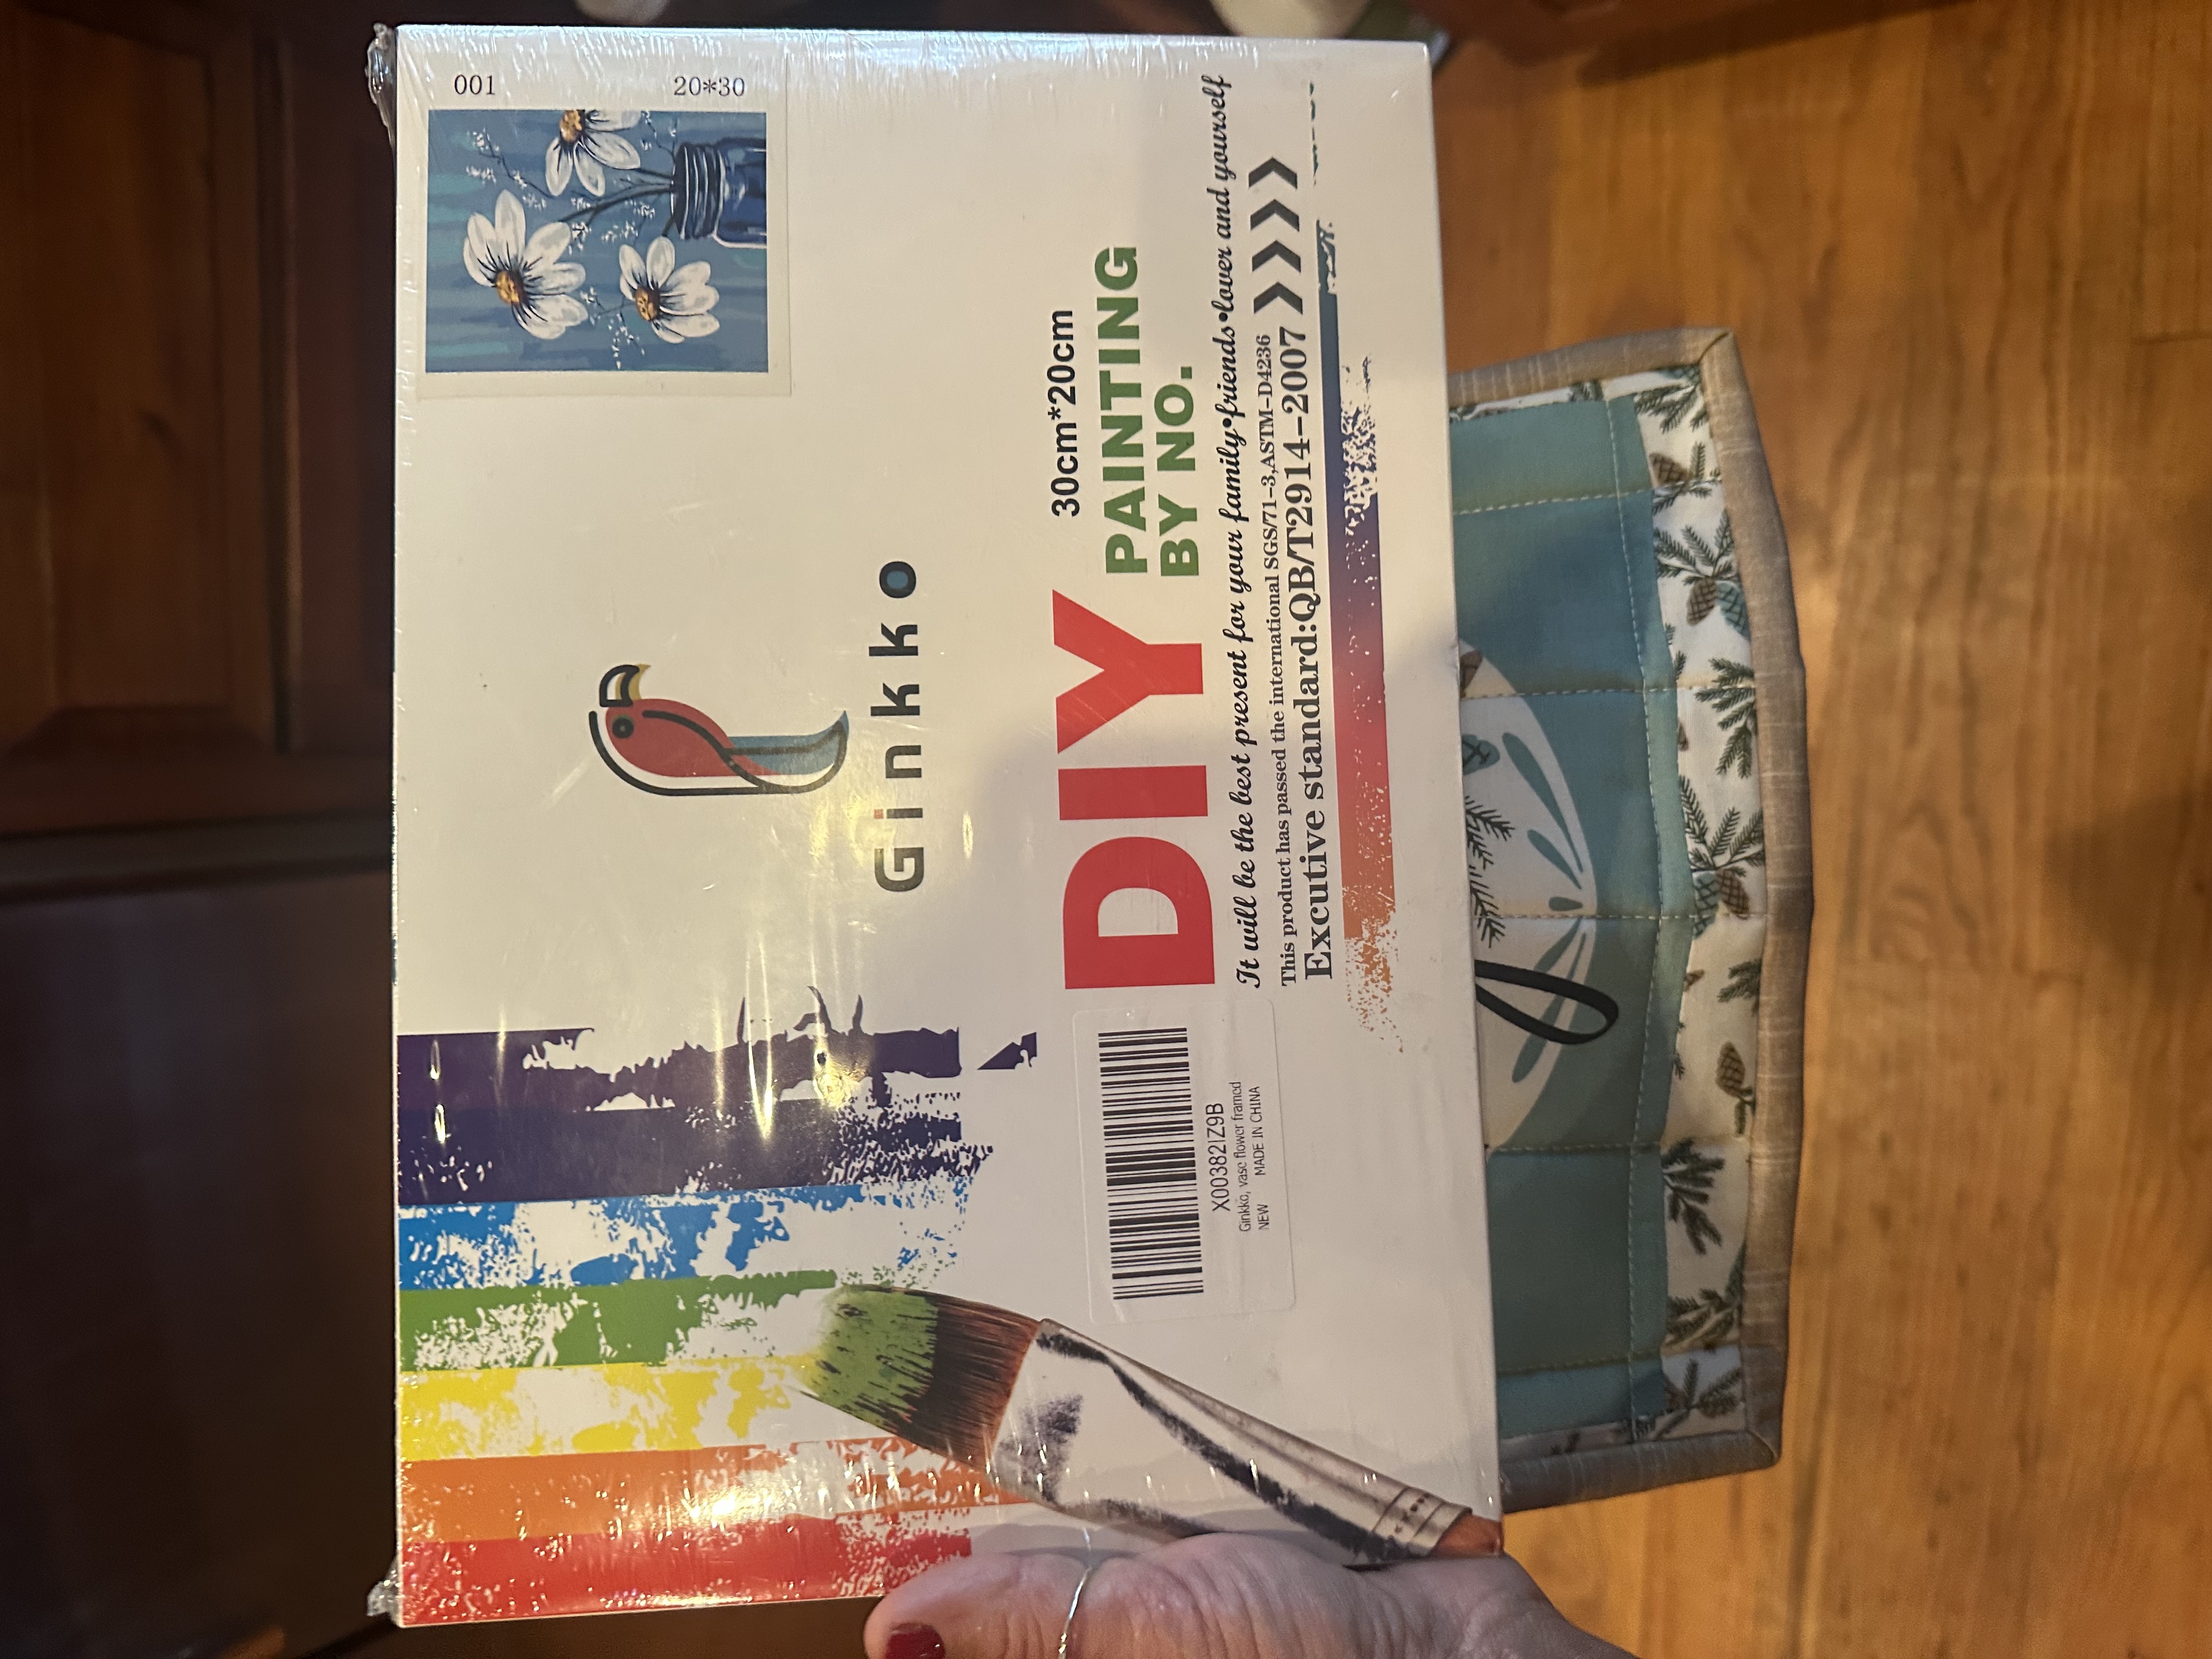 001 20*30
Ginkko
30cm*20cm
DIY PAINTING
BY NO.
It will be the best present for your family•friends•lover and yourself
This product has passed the international SGS/71-3,ASTM-D4236
Excutive standard:QB/T2914-2007
X00382IZ9B
Ginkko, vase flower framed
NEW MADE IN CHINA